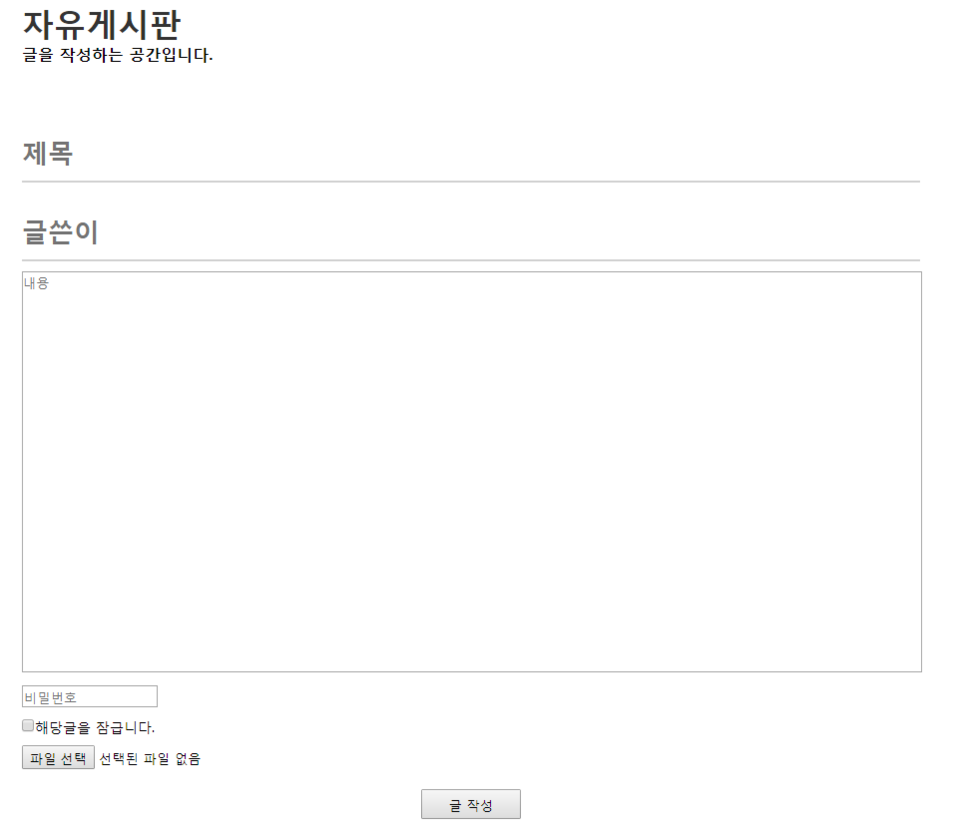 자유게시판
글을 작성하는 공간입니다.
제목
글쓴이
내용
비밀번호
해당글을 잠급니다.
파일 선택 선택된 파일 없음
글 작성